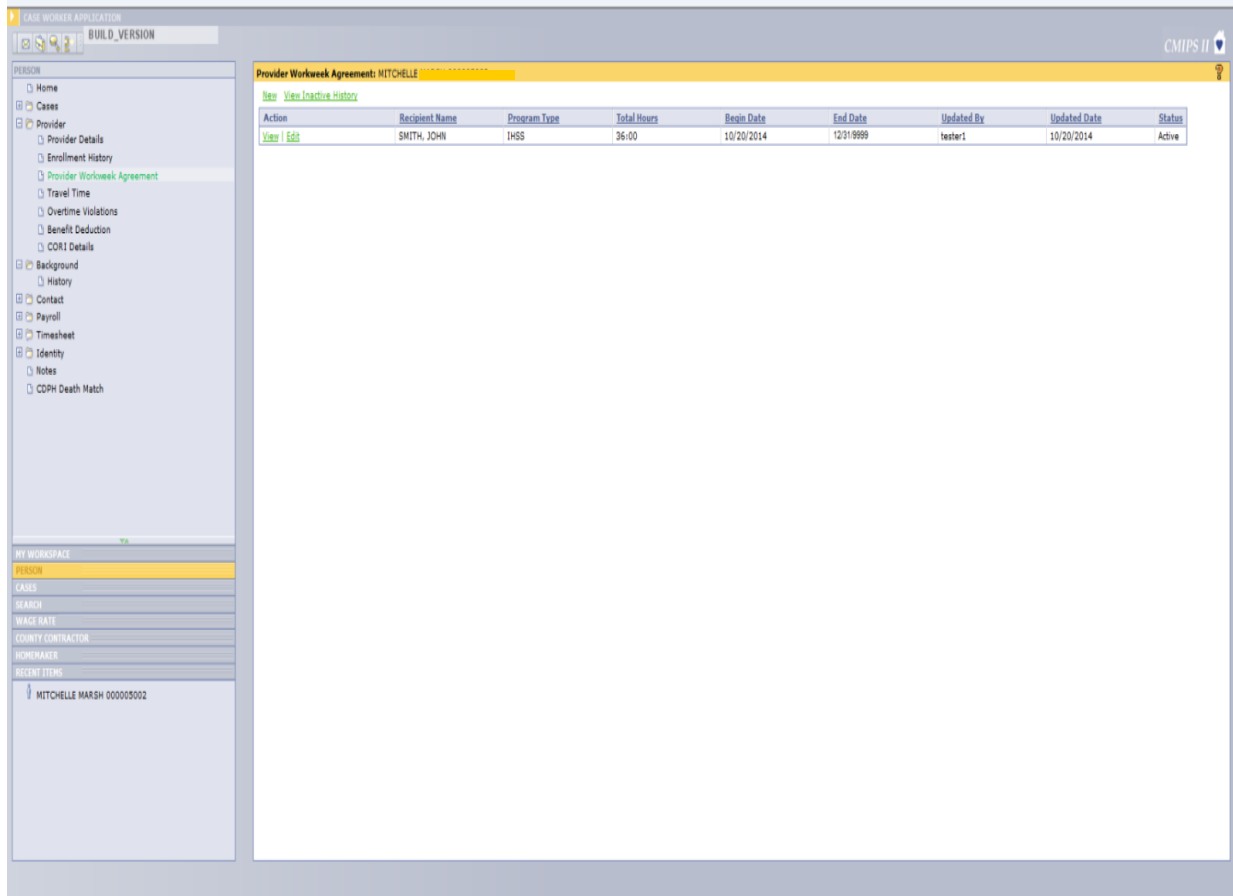 CASE WORKER APPLICATION
BUILD_VERSION
CMIPS II
PERSON
Home
Cases
Provider
Provider Details
Enrollment History
Provider Workweek Agreement
Travel Time
Overtime Violations
Benefit Deduction
CORI Details
Background
History
Contact
Payroll
Timesheet
Identity
Notes
CDPH Death Match
MY WORKSPACE
PERSON
CASES
SEARCH
WAGE RATE
COUNTY CONTRACTOR
HOMEMAKER
RECENT ITEMS
MITCHELLE MARSH 000005002
Provider Workweek Agreement: MITCHELLE
New View Inactive History
Action Recipient Name Program Type Total Hours Begin Date End Date Updated By Updated Date Status
View | Edit SMITH, JOHN IHSS 36:00 10/20/2014 12/31/9999 tester1 10/20/2014 Active